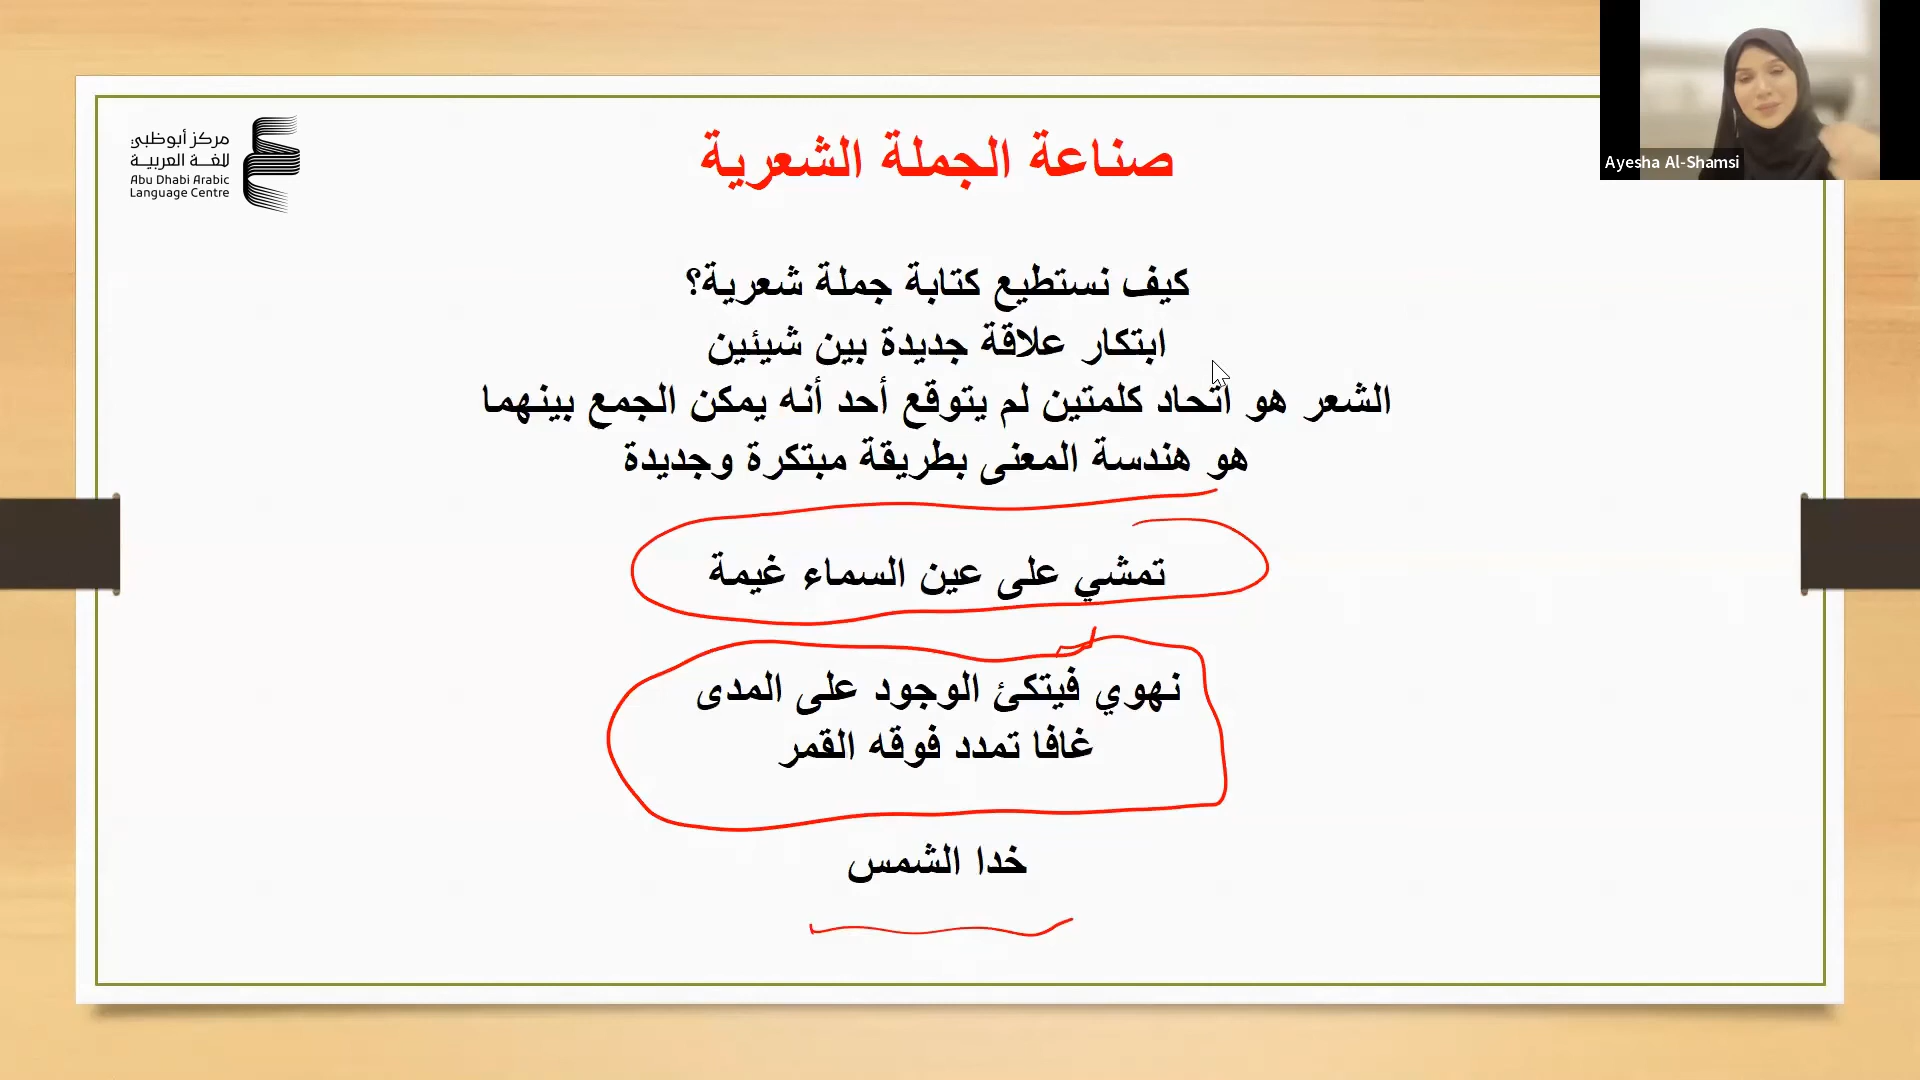 مركز أبوظبي
للغة العربية
Abu Dhabi Arabic
Language Centre
Ayesha Al-Shamsi
صناعة الجملة الشعرية
كيف نستطيع كتابة جملة شعرية؟
ابتكار علاقة جديدة بين شيئين
الشعر هو اتحاد كلمتين لم يتوقع أحد أنه يمكن الجمع بينهما
هو هندسة المعنى بطريقة مبتكرة وجديدة
تمشي على عين السماء غيمة
نهوي فيتكئ الوجود على المدى
غافا تمدد فوقه القمر
خدا الشمس